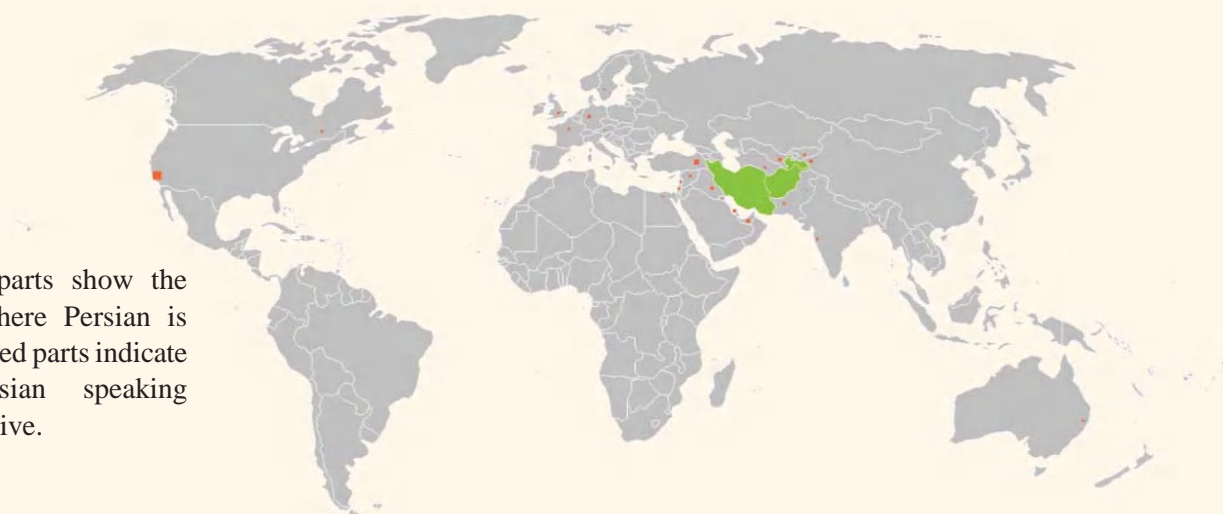 parts show the
here Persian is
ed parts indicate
sian speaking
ive.